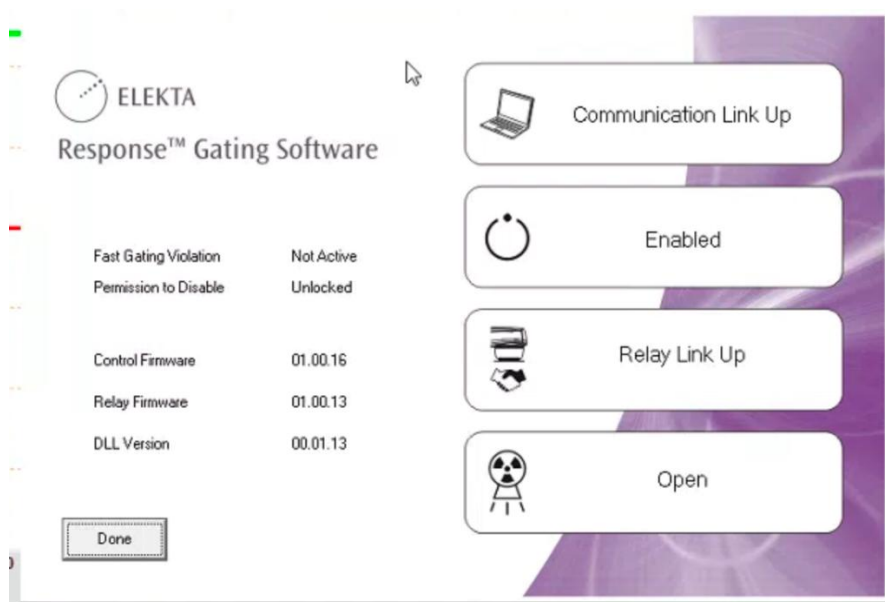 ELEKTA
Response™ Gating Software
Fast Gating Violation Not Active
Permission to Disable Unlocked
Control Firmware 01.00.16
Relay Firmware 01.00.13
DLL Version 00.01.13
Done
Communication Link Up
Enabled
Relay Link Up
Open